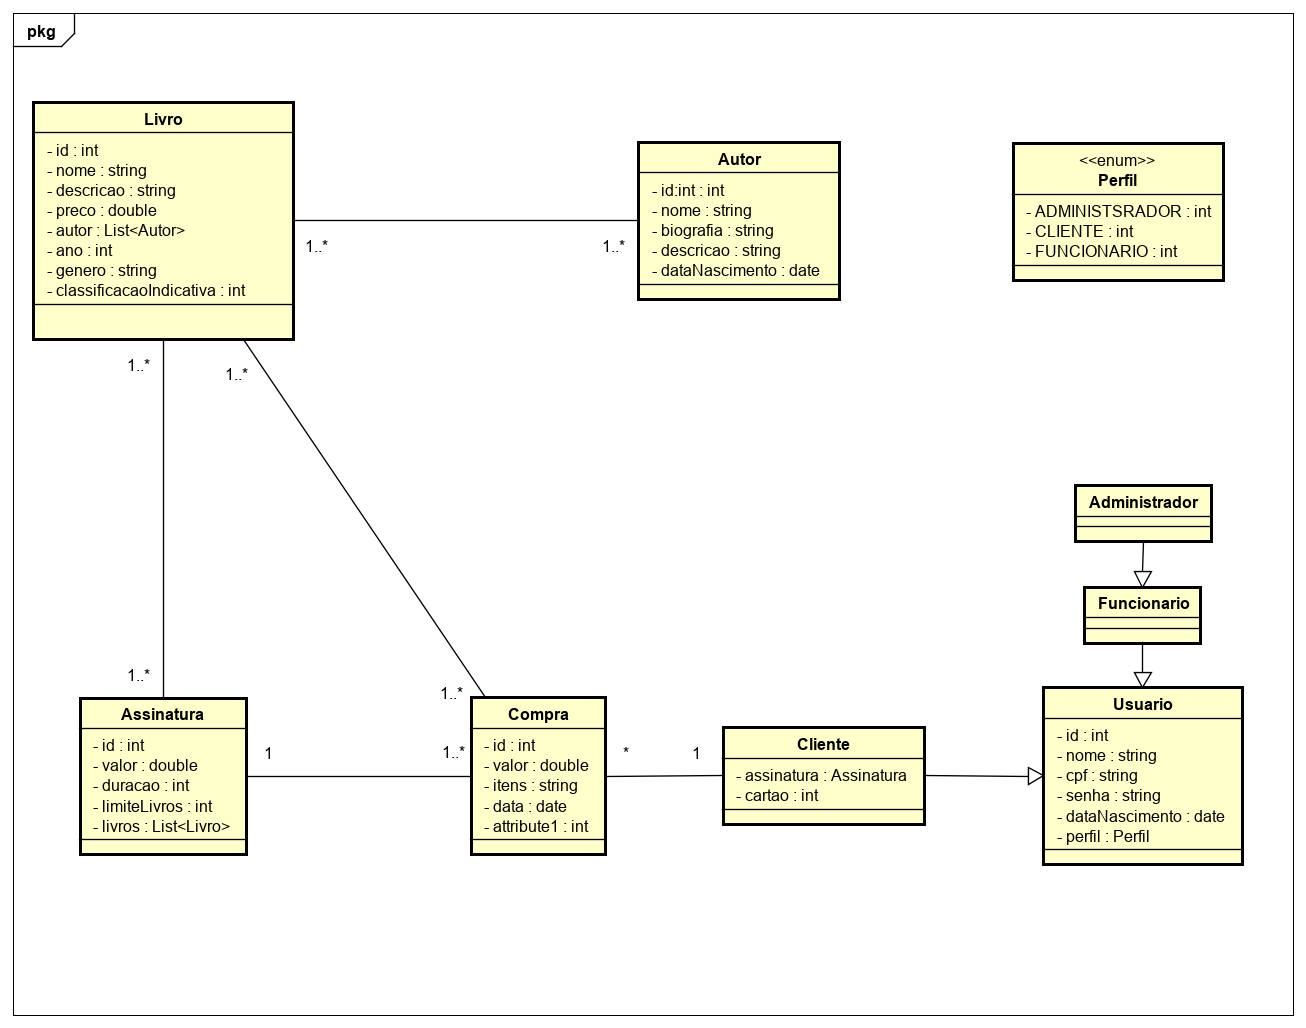 pkg
Livro
- id : int
- nome : string
- descricao : string
- preco : double
- autor : List<Autor>
- ano : int
- genero : string
- classificacaoIndicativa : int
Autor
- id:int : int
- nome : string
- biografia : string
- descricao : string
- dataNascimento : date
<<enum>>
Perfil
- ADMINISTSRADOR : int
- CLIENTE : int
- FUNCIONARIO : int
1..*
1..*
1..*
1..*
Administrador
Funcionario
1..*
1..*
Assinatura
- id : int
- valor : double
- duracao : int
- limiteLivros : int
- livros : List<Livro>
1
1..*
Compra
- id : int
- valor : double
- itens : string
- data : date
- attribute1 : int
*
1
Cliente
- assinatura : Assinatura
- cartao : int
Usuario
- id : int
- nome : string
- cpf : string
- senha : string
- dataNascimento : date
- perfil : Perfil